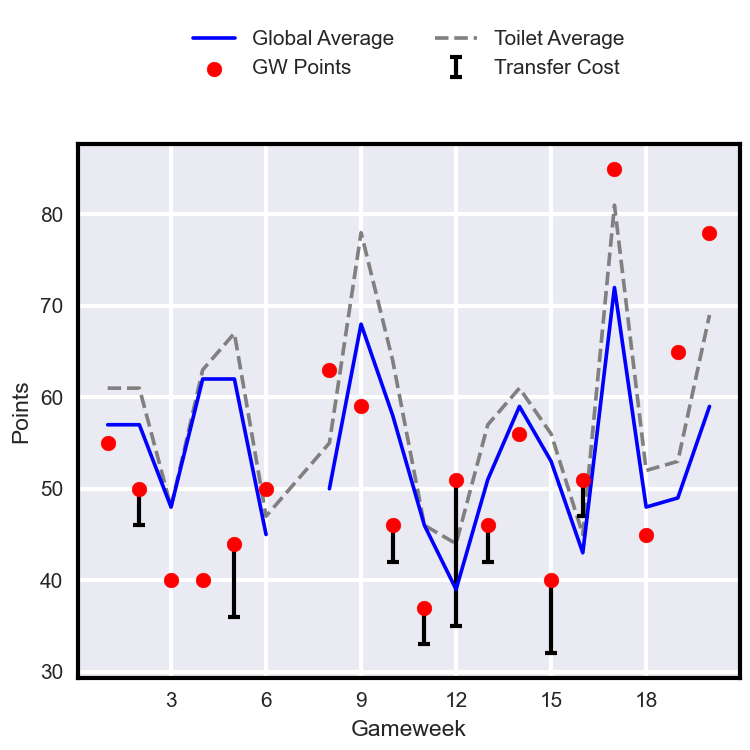 Global Average
Toilet Average
GW Points
Transfer Cost
80
70
60
50
40
30
Points
3 6 9 12 15 18
Gameweek